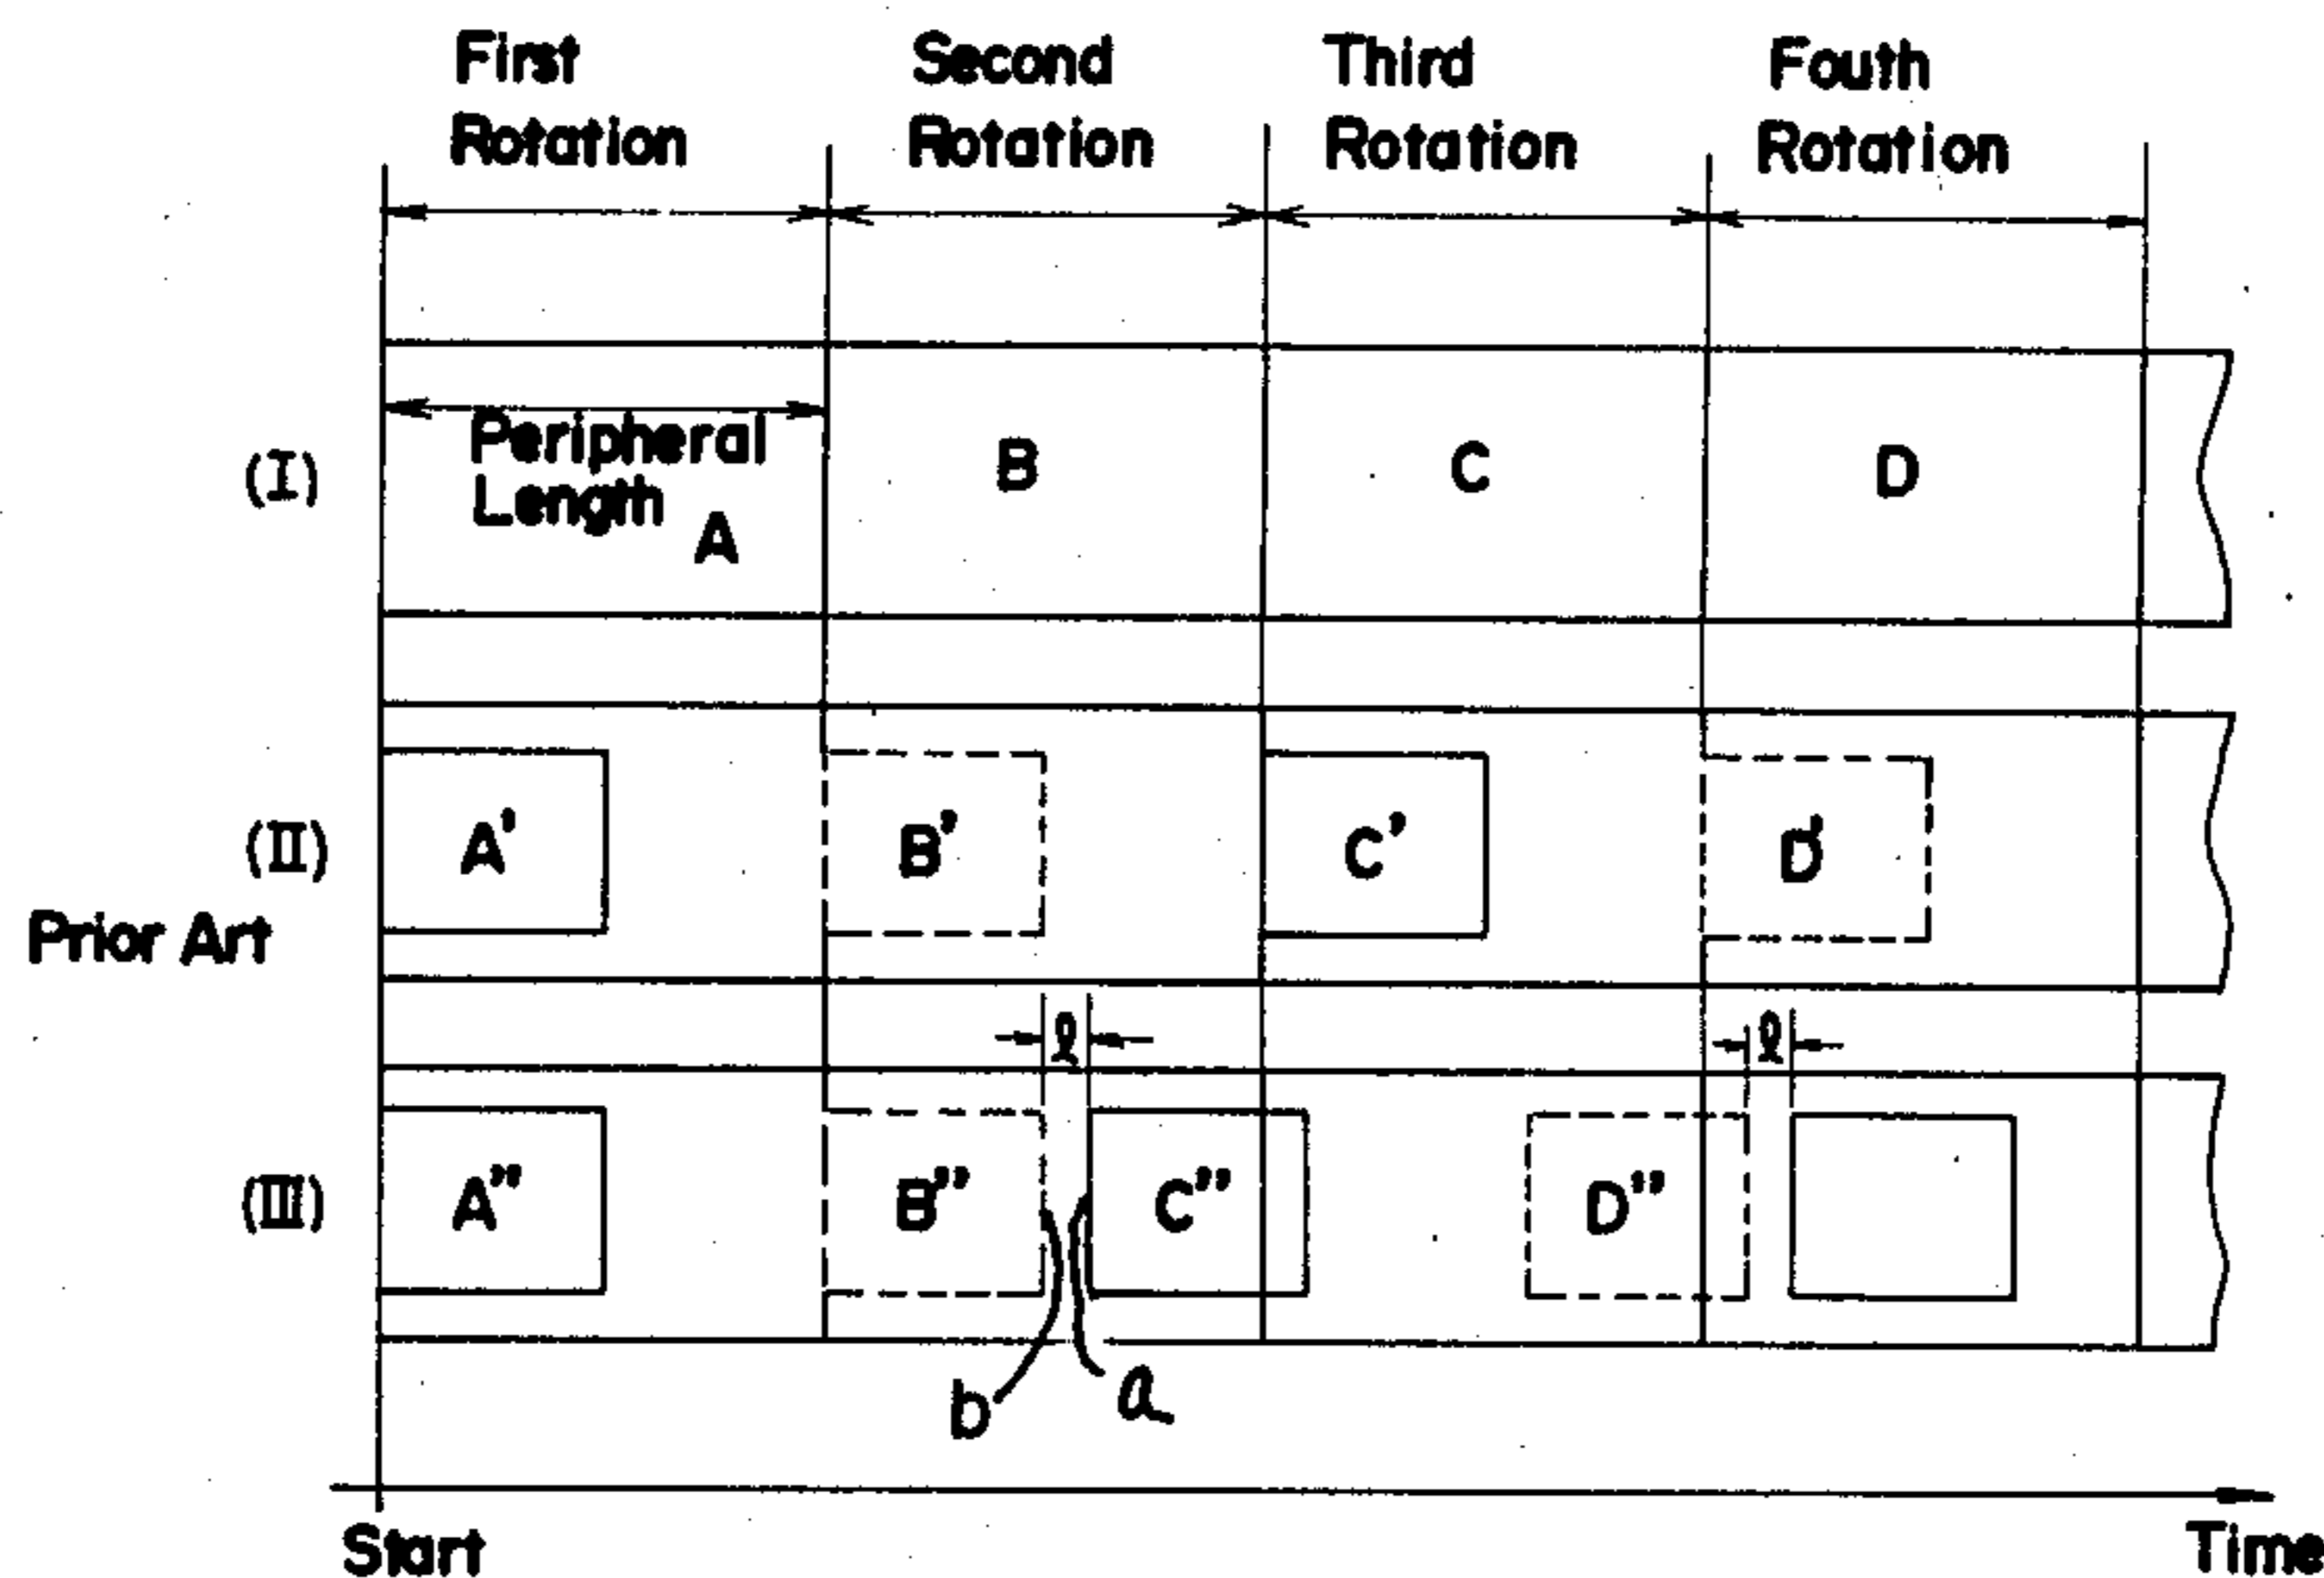 First Rotation
Second Rotation
Third Rotation
Fouth Rotation
(I)
Peripheral
Length
A
B
C
D
(II)
Prior Art
A'
B'
C'
D'
ℓ
ℓ
(III)
A"
B"
C"
D"
b
a
Start
Time